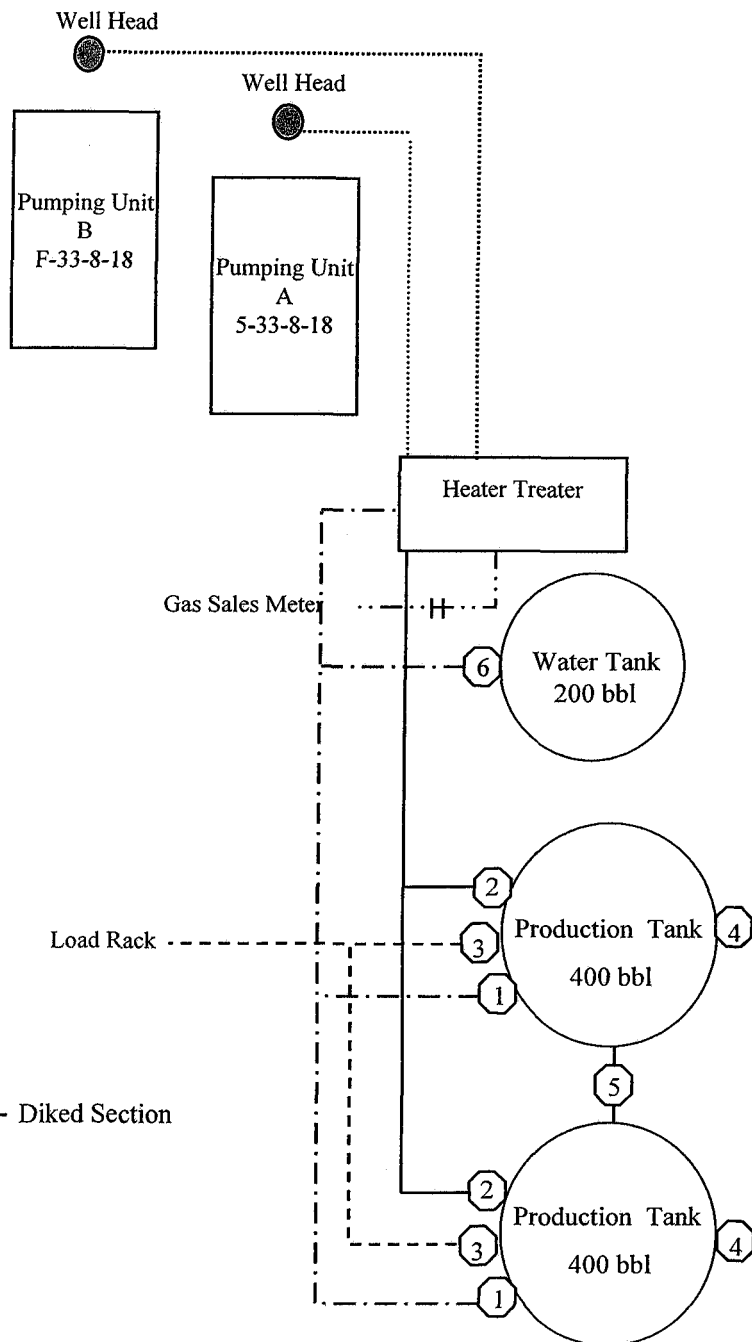 Well Head
Well Head
Pumping Unit
B
F-33-8-18
Pumping Unit
A
5-33-8-18
Heater Treater
Gas Sales Meter
6
Water Tank
200 bbl
2
Load Rack
3
Production Tank
400 bbl
4
1
5
- Diked Section
2
3
Production Tank
400 bbl
4
1